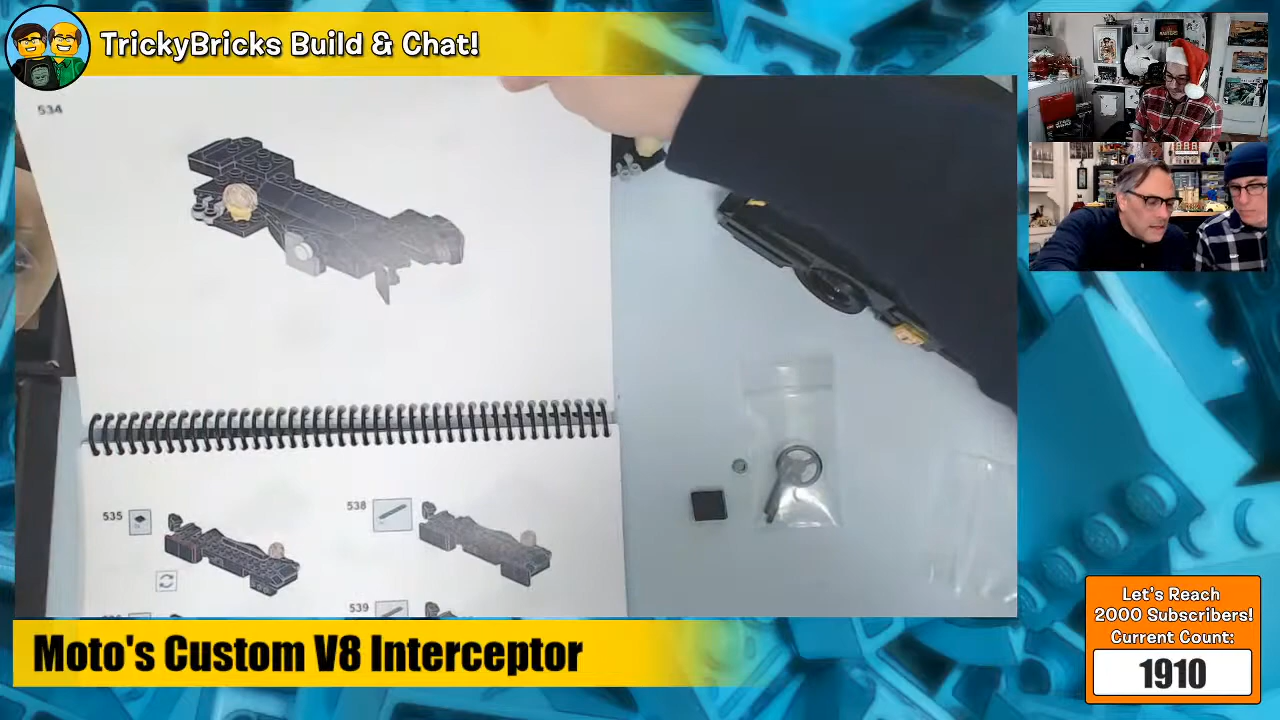 TrickyBricks Build & Chat!
534
535
538
539
Moto's Custom V8 Interceptor
Let's Reach
2000 Subscribers!
Current Count:
1910